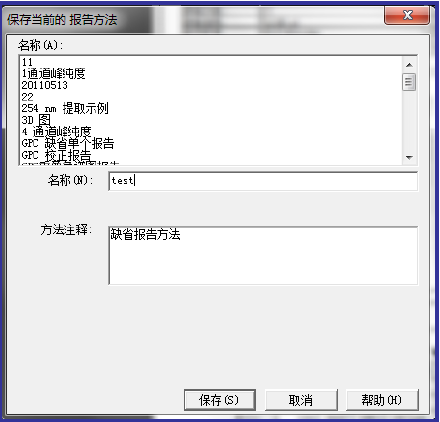 保存当前的 报告方法
名称(A):
11
1通道峰纯度
20110513
22
254 nm 提取示例
3D 图
4 通道峰纯度
GPC 缺省单个报告
GPC 校正报告
名称(N):
test
方法注释:
缺省报告方法
保存(S)
取消
帮助(H)